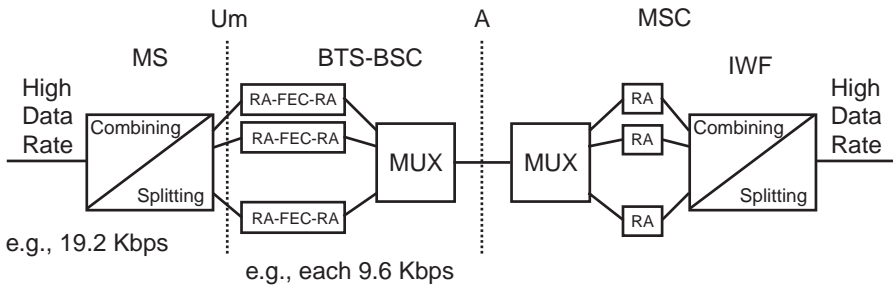 Um
A
MSC
MS
BTS-BSC
IWF
High
Data
Rate
Combining
Splitting
RA-FEC-RA
RA-FEC-RA
RA-FEC-RA
MUX
MUX
RA
RA
RA
Combining
Splitting
High
Data
Rate
e.g., 19.2 Kbps
e.g., each 9.6 Kbps